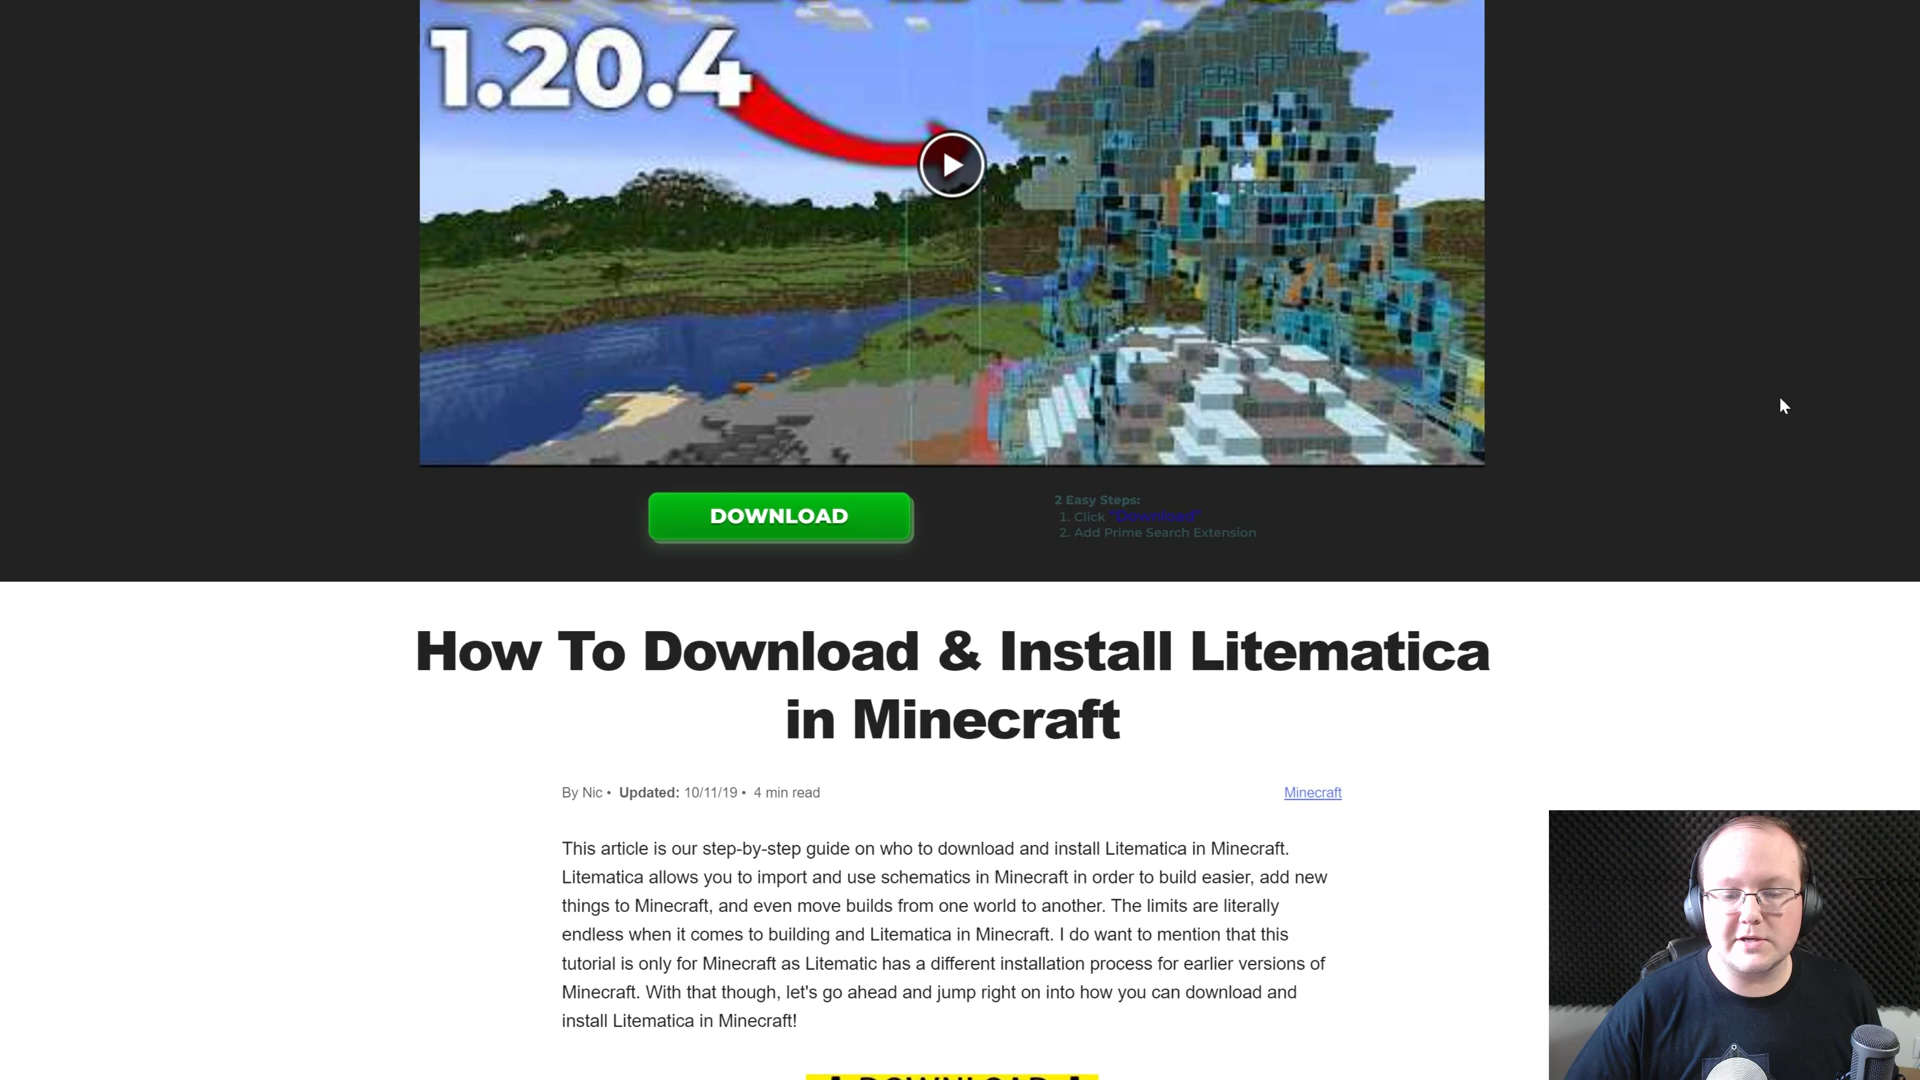 1.20.4
DOWNLOAD
2 Easy Steps:
1. Click "Download"
2. Add Prime Search Extension
How To Download & Install Litematica
in Minecraft
By Nic • Updated: 10/11/19 • 4 min read
Minecraft
This article is our step-by-step guide on who to download and install Litematica in Minecraft.
Litematica allows you to import and use schematics in Minecraft in order to build easier, add new
things to Minecraft, and even move builds from one world to another. The limits are literally
endless when it comes to building and Litematica in Minecraft. I do want to mention that this
tutorial is only for Minecraft as Litematic has a different installation process for earlier versions of
Minecraft. With that though, let's go ahead and jump right on into how you can download and
install Litematica in Minecraft!
DOWNLOAD